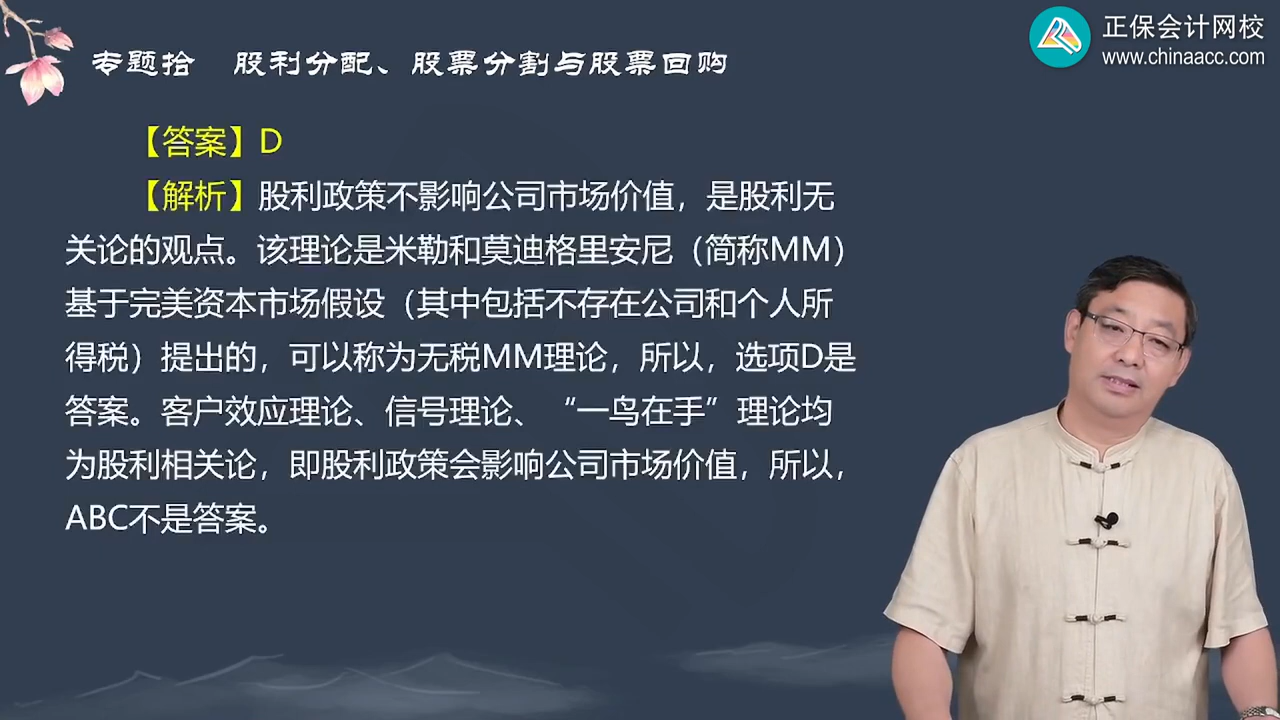 正保会计网校
www.chinaacc.com
专题拾 股利分配、股票分割与股票回购
【答案】D
【解析】股利政策不影响公司市场价值，是股利无
关论的观点。该理论是米勒和莫迪格里安尼（简称MM）
基于完美资本市场假设（其中包括不存在公司和个人所
得税）提出的，可以称为无税MM理论，所以，选项D是
答案。客户效应理论、信号理论、“一鸟在手”理论均
为股利相关论，即股利政策会影响公司市场价值，所以，
ABC不是答案。